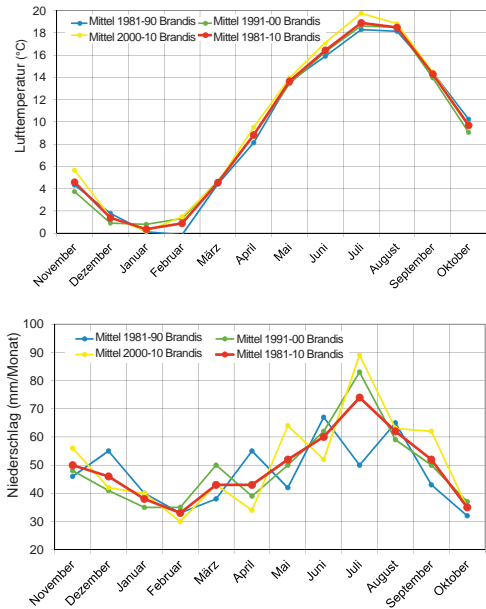 20
18
16
14
12
10
8
6
4
2
0
Lufttemperatur (°C)
Mittel 1981-90 Brandis
Mittel 1991-00 Brandis
Mittel 2000-10 Brandis
Mittel 1981-10 Brandis
November
Dezember
Januar
Februar
März
April
Mai
Juni
Juli
August
September
Oktober
100
90
80
70
60
50
40
30
20
Niederschlag (mm/Monat)
Mittel 1981-90 Brandis
Mittel 1991-00 Brandis
Mittel 2000-10 Brandis
Mittel 1981-10 Brandis
November
Dezember
Januar
Februar
März
April
Mai
Juni
Juli
August
September
Oktober